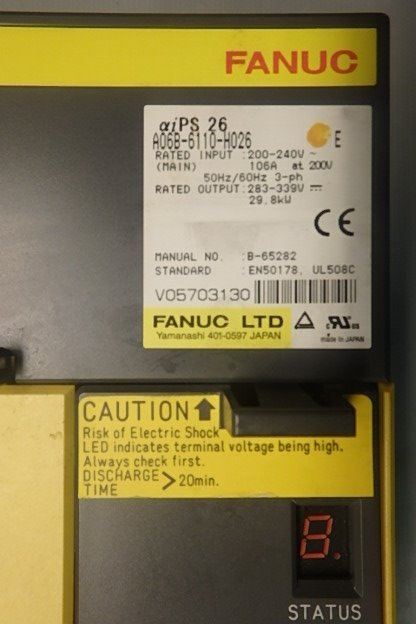 FANUC
αiPS 26
A06B-6110-H026 E
RATED INPUT :200-240V ~
(MAIN) 106A at 200V
50Hz/60Hz 3-ph
RATED OUTPUT:283-339V ⎓
29.8kW
CE
MANUAL NO. :B-65282
STANDARD :EN50178, UL508C
V05703130
FANUC LTD
Yamanashi 401-0597 JAPAN
c RU us
made in JAPAN
CAUTION ↑
Risk of Electric Shock
LED indicates terminal voltage being high.
Always check first.
DISCHARGE TIME > 20min.
8.
STATUS